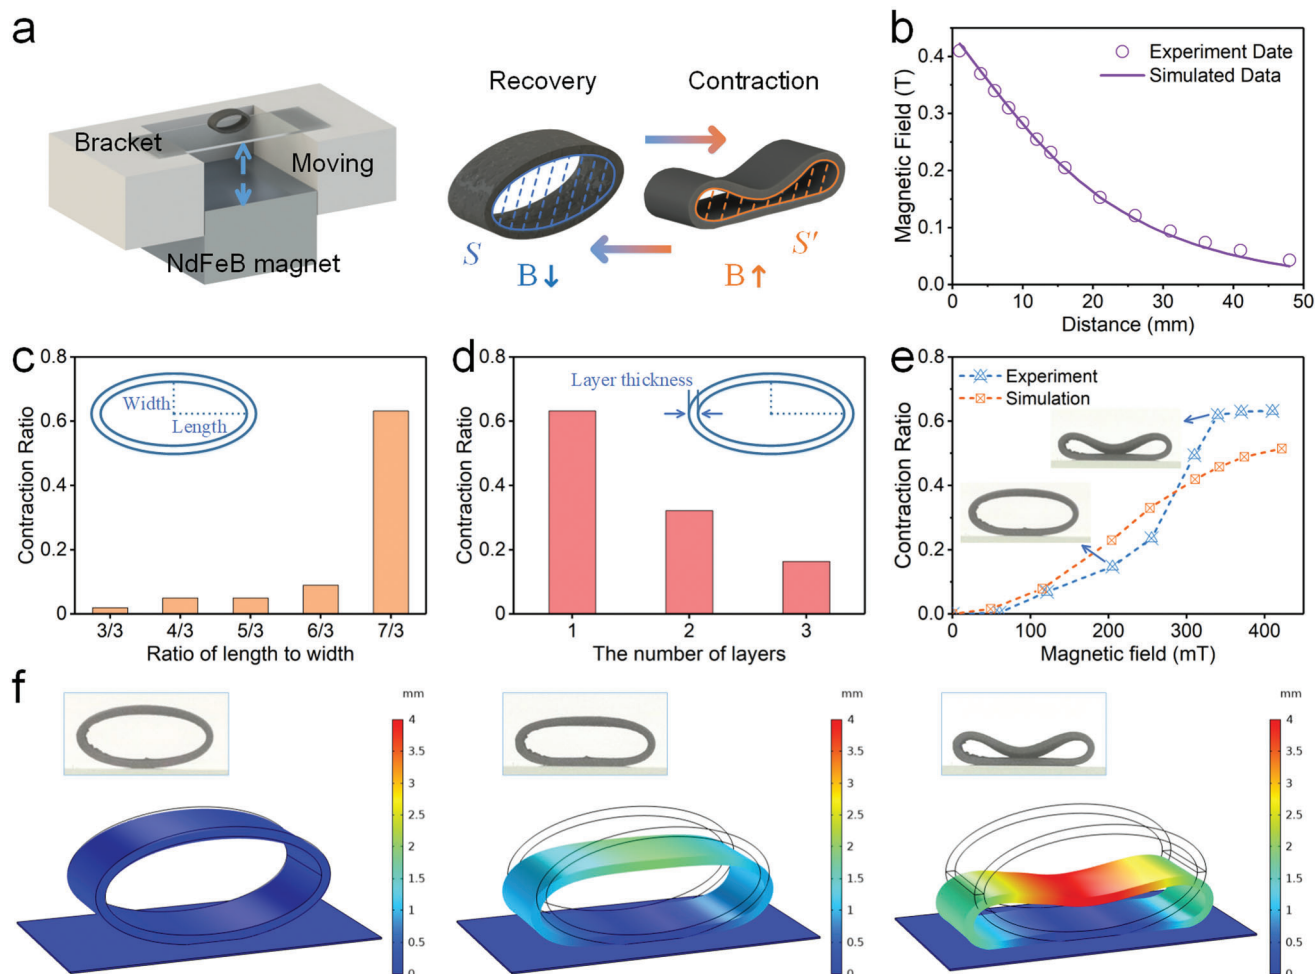 a
Recovery
Contraction
Bracket
Moving
NdFeB magnet
S
S'
B↓
B↑
b
Experiment Date
Simulated Data
Magnetic Field (T)
0.4
0.3
0.2
0.1
0.0
0
10
20
30
40
50
Distance (mm)
c
Contraction Ratio
0.8
0.6
0.4
0.2
0
Width
Length
3/3
4/3
5/3
6/3
7/3
Ratio of length to width
d
Contraction Ratio
0.8
0.6
0.4
0.2
0
Layer thickness
1
2
3
The number of layers
e
Contraction Ratio
0.8
0.6
0.4
0.2
0.0
Experiment
Simulation
0
100
200
300
400
Magnetic field (mT)
f
mm
4
3.5
3
2.5
2
1.5
1
0.5
0
mm
4
3.5
3
2.5
2
1.5
1
0.5
0
mm
4
3.5
3
2.5
2
1.5
1
0.5
0